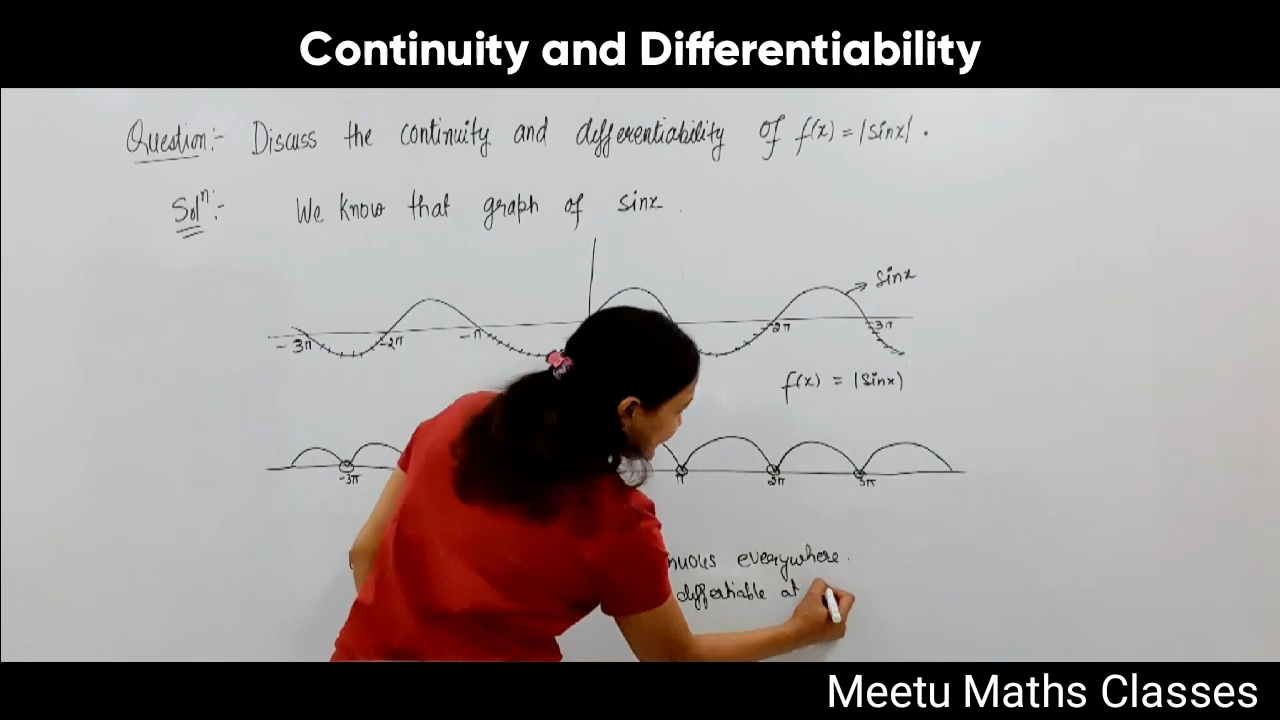 Continuity and Differentiability
Question:- Discuss the continuity and differentiability of f(x) = |sinx| .
Solⁿ:- We know that graph of sinx .
sinx
-3π -2π -π 2π 3π
f(x) = |sinx|
-3π π 2π 3π
nuous everywhere .
differtiable at
Meetu Maths Classes